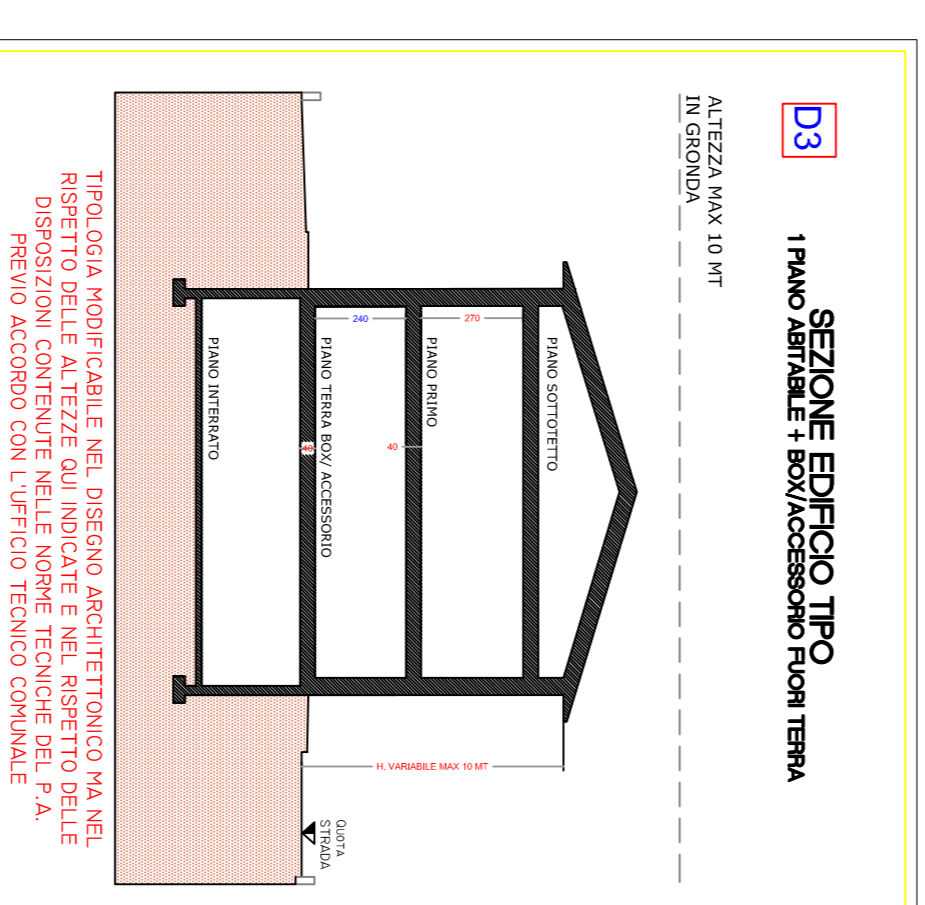 D3
SEZIONE EDIFICIO TIPO
1 PIANO ABITABILE + BOX/ACCESSORIO FUORI TERRA
ALTEZZA MAX 10 MT
IN GRONDA
PIANO SOTTOTETTO
270
PIANO PRIMO
40
240
PIANO TERRA BOX/ ACCESSORIO
40
PIANO INTERRATO
H. VARIABILE MAX 10 MT
QUOTA
STRADA
TIPOLOGIA MODIFICABILE NEL DISEGNO ARCHITETTONICO MA NEL
RISPETTO DELLE ALTEZZE QUI INDICATE E NEL RISPETTO DELLE
DISPOSIZIONI CONTENUTE NELLE NORME TECNICHE DEL P.A.
PREVIO ACCORDO CON L'UFFICIO TECNICO COMUNALE